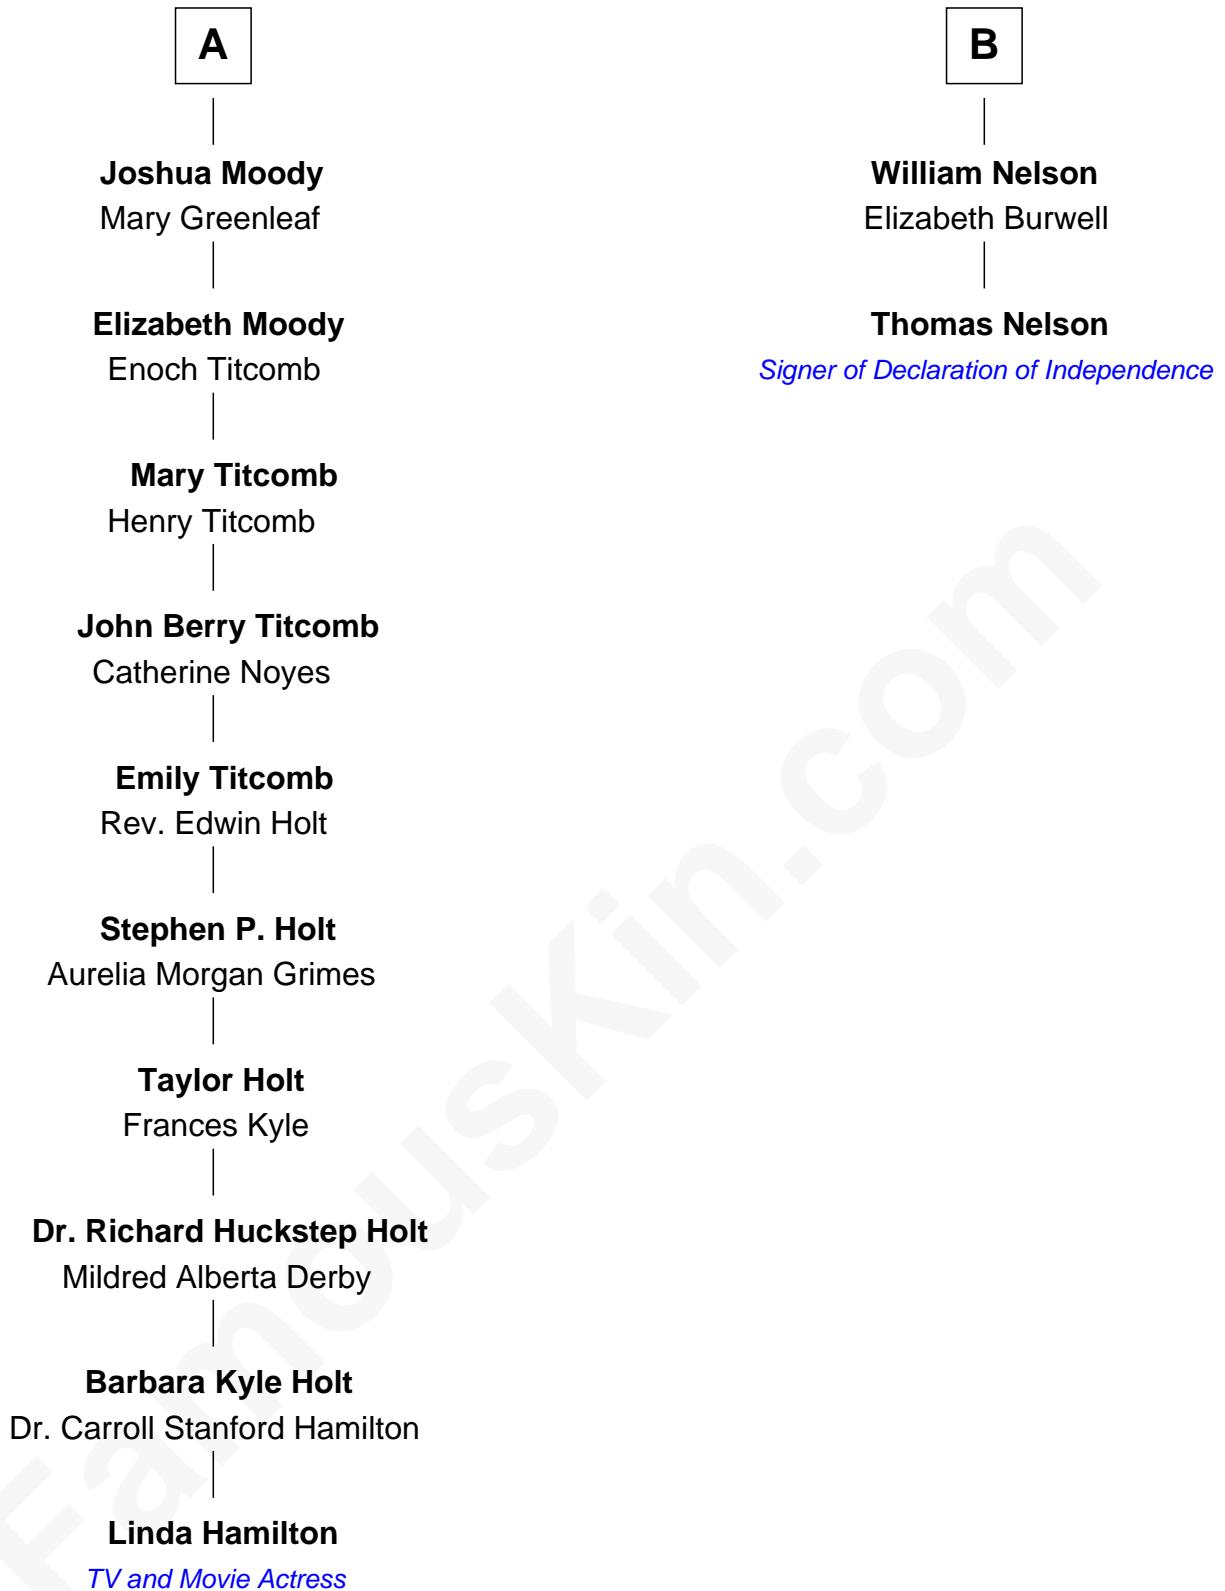 A
Joshua Moody
Mary Greenleaf
Elizabeth Moody
Enoch Titcomb
Mary Titcomb
Henry Titcomb
John Berry Titcomb
Catherine Noyes
Emily Titcomb
Rev. Edwin Holt
Stephen P. Holt
Aurelia Morgan Grimes
Taylor Holt
Frances Kyle
Dr. Richard Huckstep Holt
Mildred Alberta Derby
Barbara Kyle Holt
Dr. Carroll Stanford Hamilton
Linda Hamilton
TV and Movie Actress
B
William Nelson
Elizabeth Burwell
Thomas Nelson
Signer of Declaration of Independence
FamousKin.com